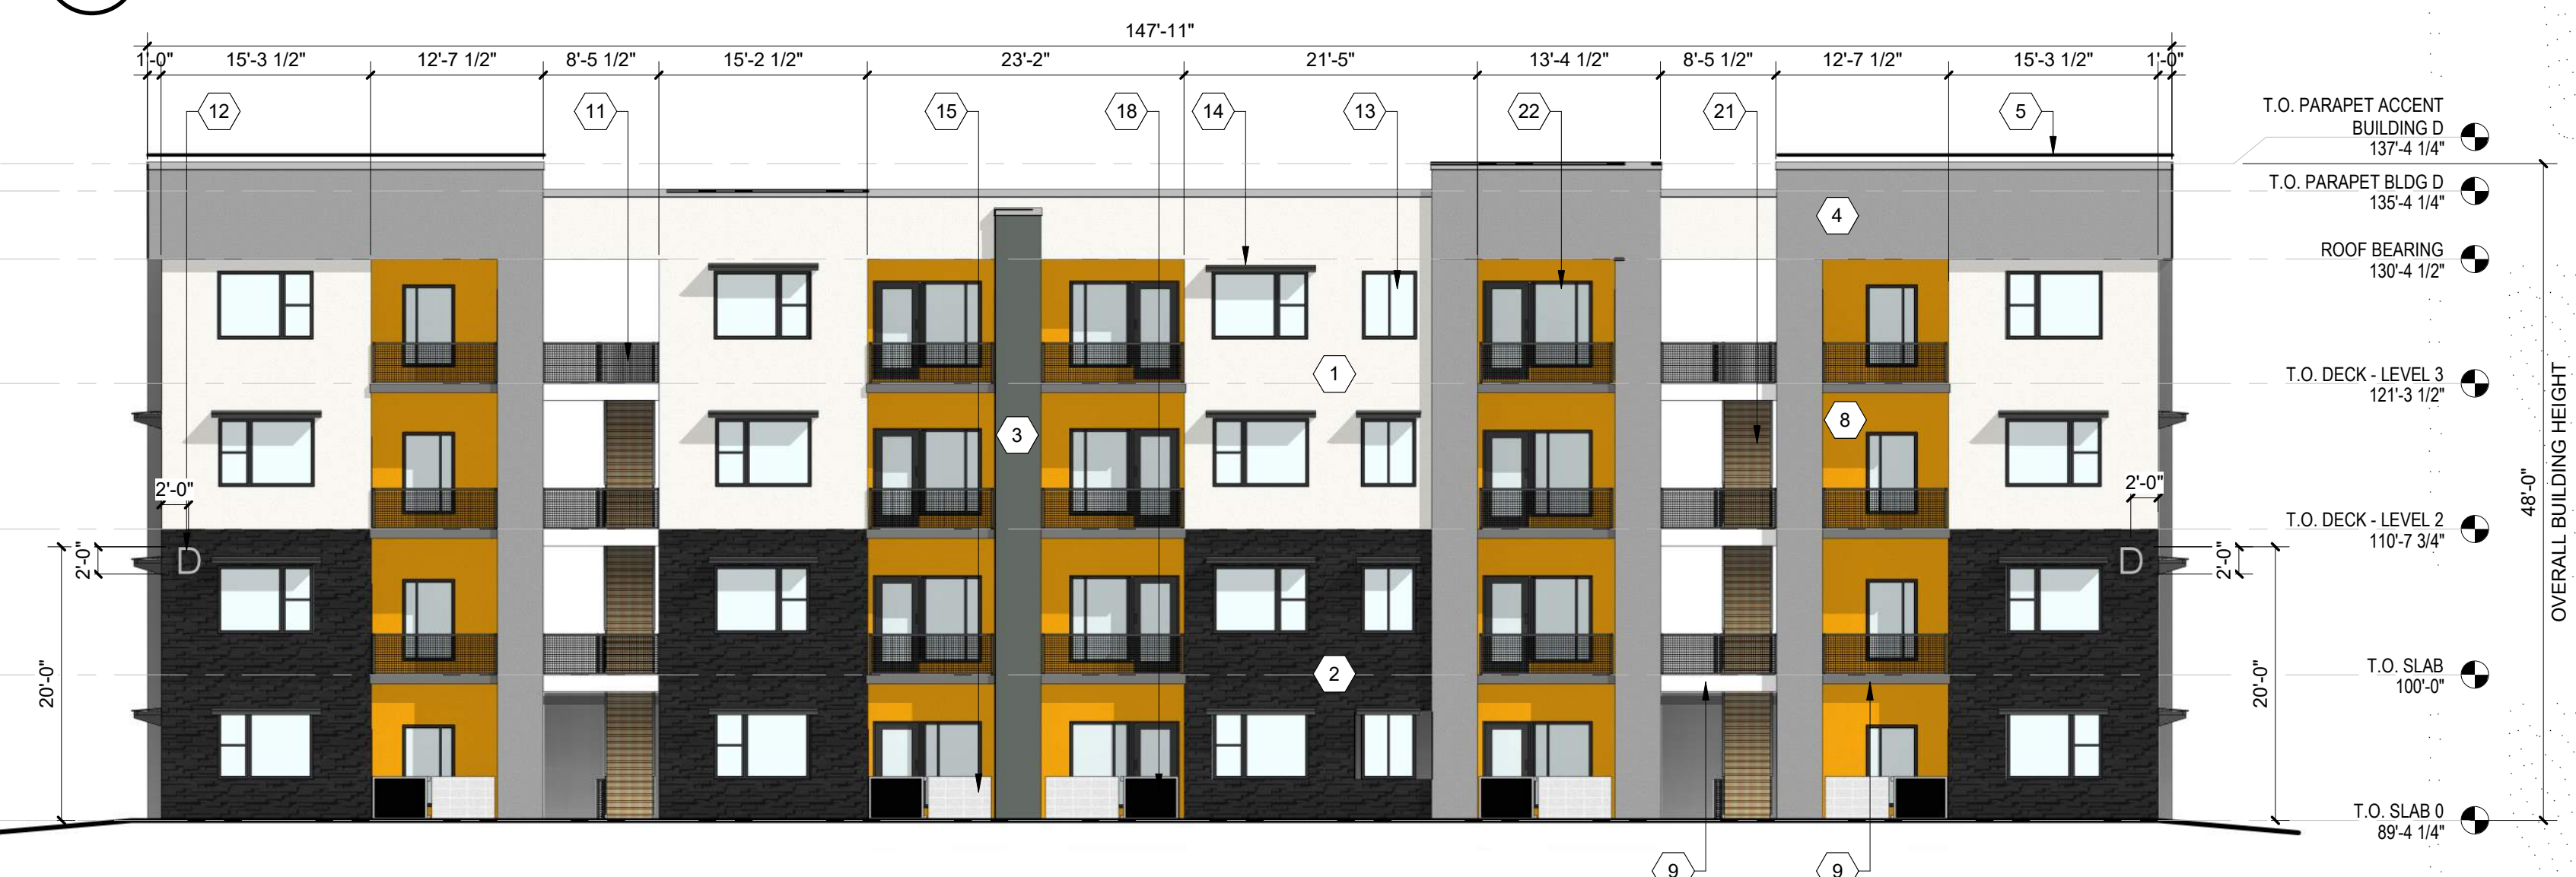 147'-11"
1'-0" 15'-3 1/2" 12'-7 1/2" 8'-5 1/2" 15'-2 1/2" 23'-2" 21'-5" 13'-4 1/2" 8'-5 1/2" 12'-7 1/2" 15'-3 1/2" 1'-0"
12 11 15 18 14 13 22 21 5
T.O. PARAPET ACCENT
BUILDING D
137'-4 1/4"
T.O. PARAPET BLDG D
135'-4 1/4"
4
ROOF BEARING
130'-4 1/2"
1
T.O. DECK - LEVEL 3
121'-3 1/2"
3
8
2'-0"
2'-0"
48'-0"
OVERALL BUILDING HEIGHT
T.O. DECK - LEVEL 2
110'-7 3/4"
2'-0"
D
D
2'-0"
2
T.O. SLAB
100'-0"
20'-0"
20'-0"
T.O. SLAB 0
89'-4 1/4"
9
9